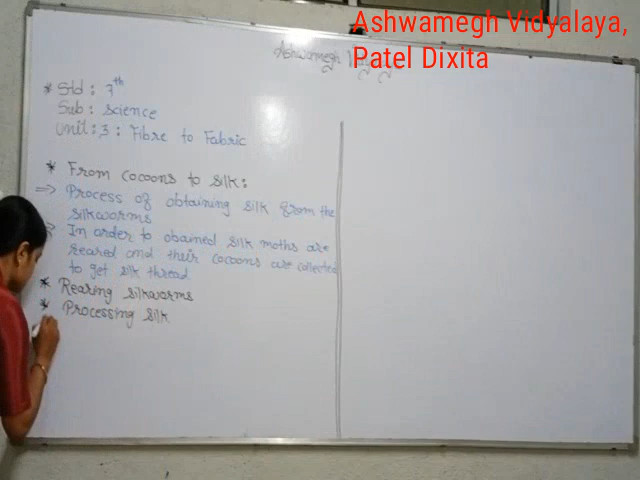 Ashwamegh Vidyalaya,
Patel Dixita
Ashwamegh
* Std : 7th
Sub : Science
Unit : 3 : Fibre to Fabric
* From cocoons to silk :
⇒ Process of obtaining silk from the
silkworms
⇒ In order to obained silk moths are
reared and their cocoons are collected
to get silk thread
* Rearing silkworms
* Processing silk